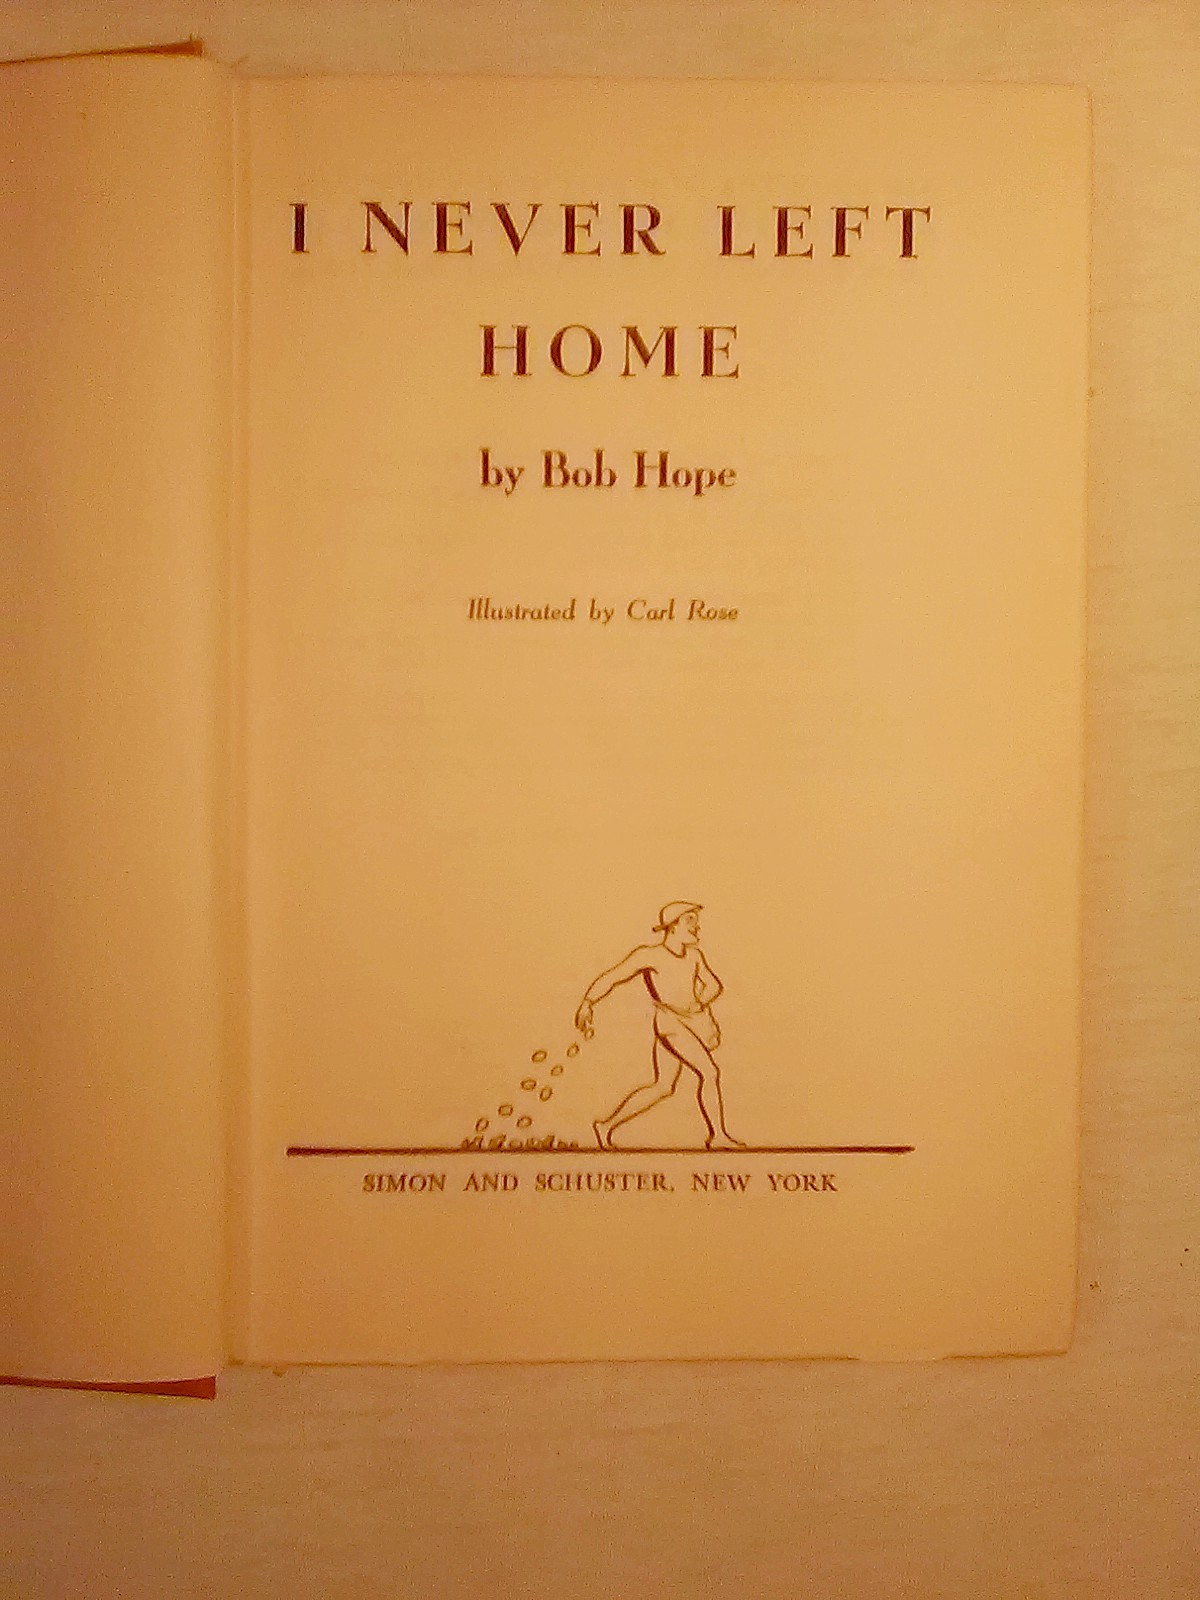 I NEVER LEFT
HOME
by Bob Hope
Illustrated by Carl Rose
SIMON AND SCHUSTER, NEW YORK